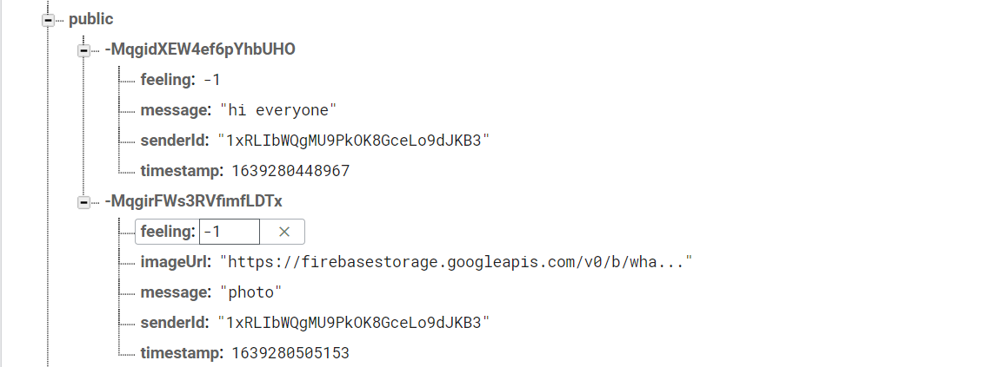 public
-MqgidXEW4ef6pYhbUHO
feeling: -1
message: "hi everyone"
senderId: "1xRLIbWQgMU9PkOK8GceLo9dJKB3"
timestamp: 1639280448967
-MqgirFWs3RVfimfLDTx
feeling: -1 ×
imageUrl: "https://firebasestorage.googleapis.com/v0/b/wha..."
message: "photo"
senderId: "1xRLIbWQgMU9PkOK8GceLo9dJKB3"
timestamp: 1639280505153